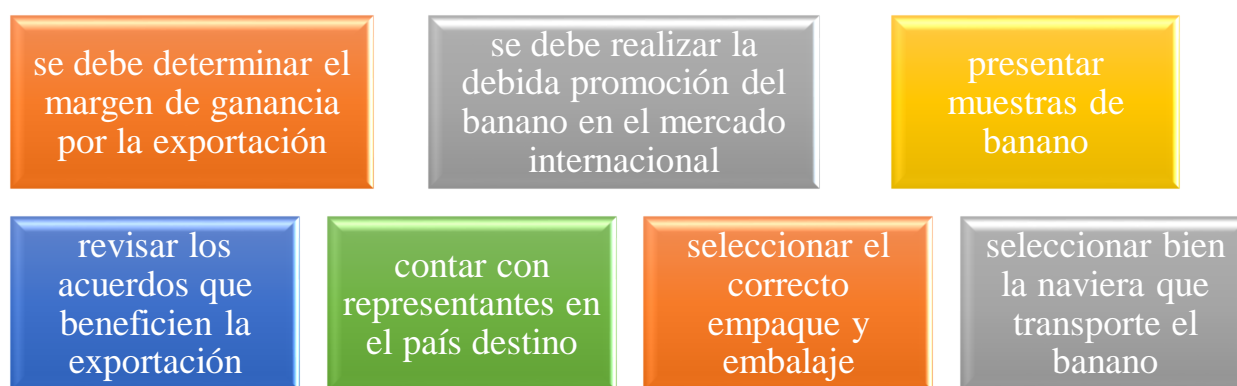 se debe determinar el
margen de ganancia
por la exportación
se debe realizar la
debida promoción del
banano en el mercado
internacional
presentar
muestras de
banano
revisar los
acuerdos que
beneficien la
exportación
contar con
representantes en
el país destino
seleccionar el
correcto
empaque y
embalaje
seleccionar bien
la naviera que
transporte el
banano